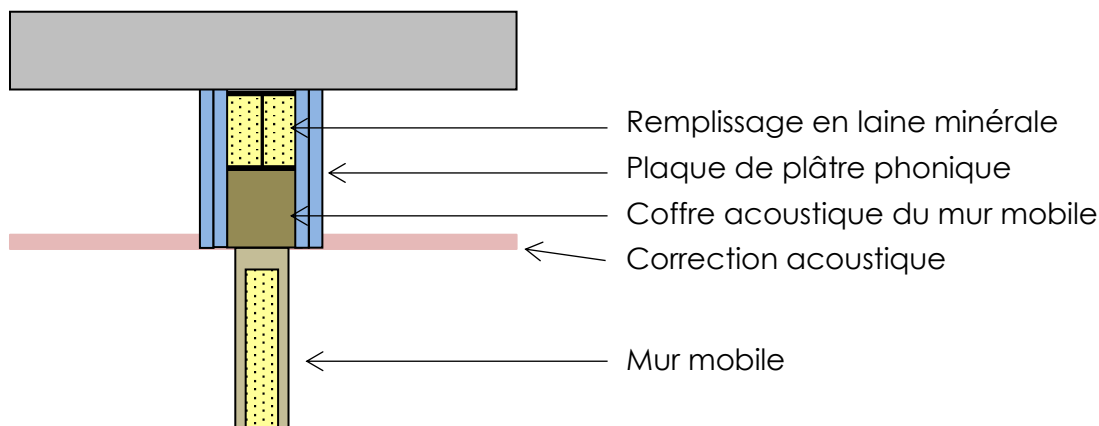 Remplissage en laine minérale
Plaque de plâtre phonique
Coffre acoustique du mur mobile
Correction acoustique
Mur mobile